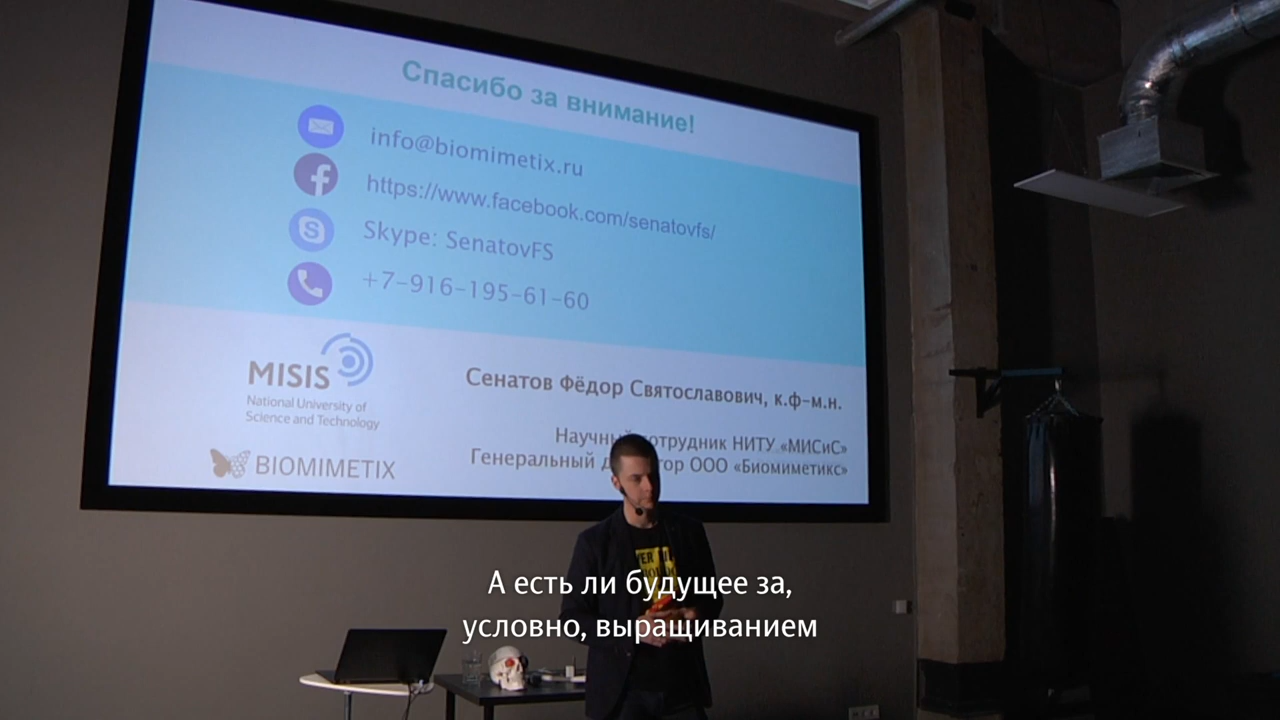 Спасибо за внимание!
info@biomimetix.ru
https://www.facebook.com/senatovfs/
Skype: SenatovFS
+7-916-195-61-60
MISIS
National University of
Science and Technology
Сенатов Фёдор Святославович, к.ф-м.н.
Научный сотрудник НИТУ «МИСиС»
BIOMIMETIX
Генеральный ООО «Биомиметикс»
А есть ли будущее за,
условно, выращиванием